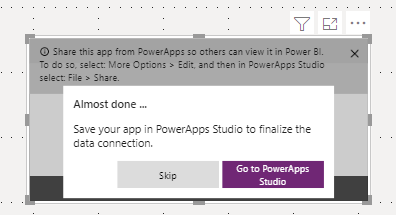 Share this app from PowerApps so others can view it in Power BI.
To do so, select: More Options > Edit, and then in PowerApps Studio
select: File > Share.
Almost done ...
Save your app in PowerApps Studio to finalize the
data connection.
Skip
Go to PowerApps
Studio